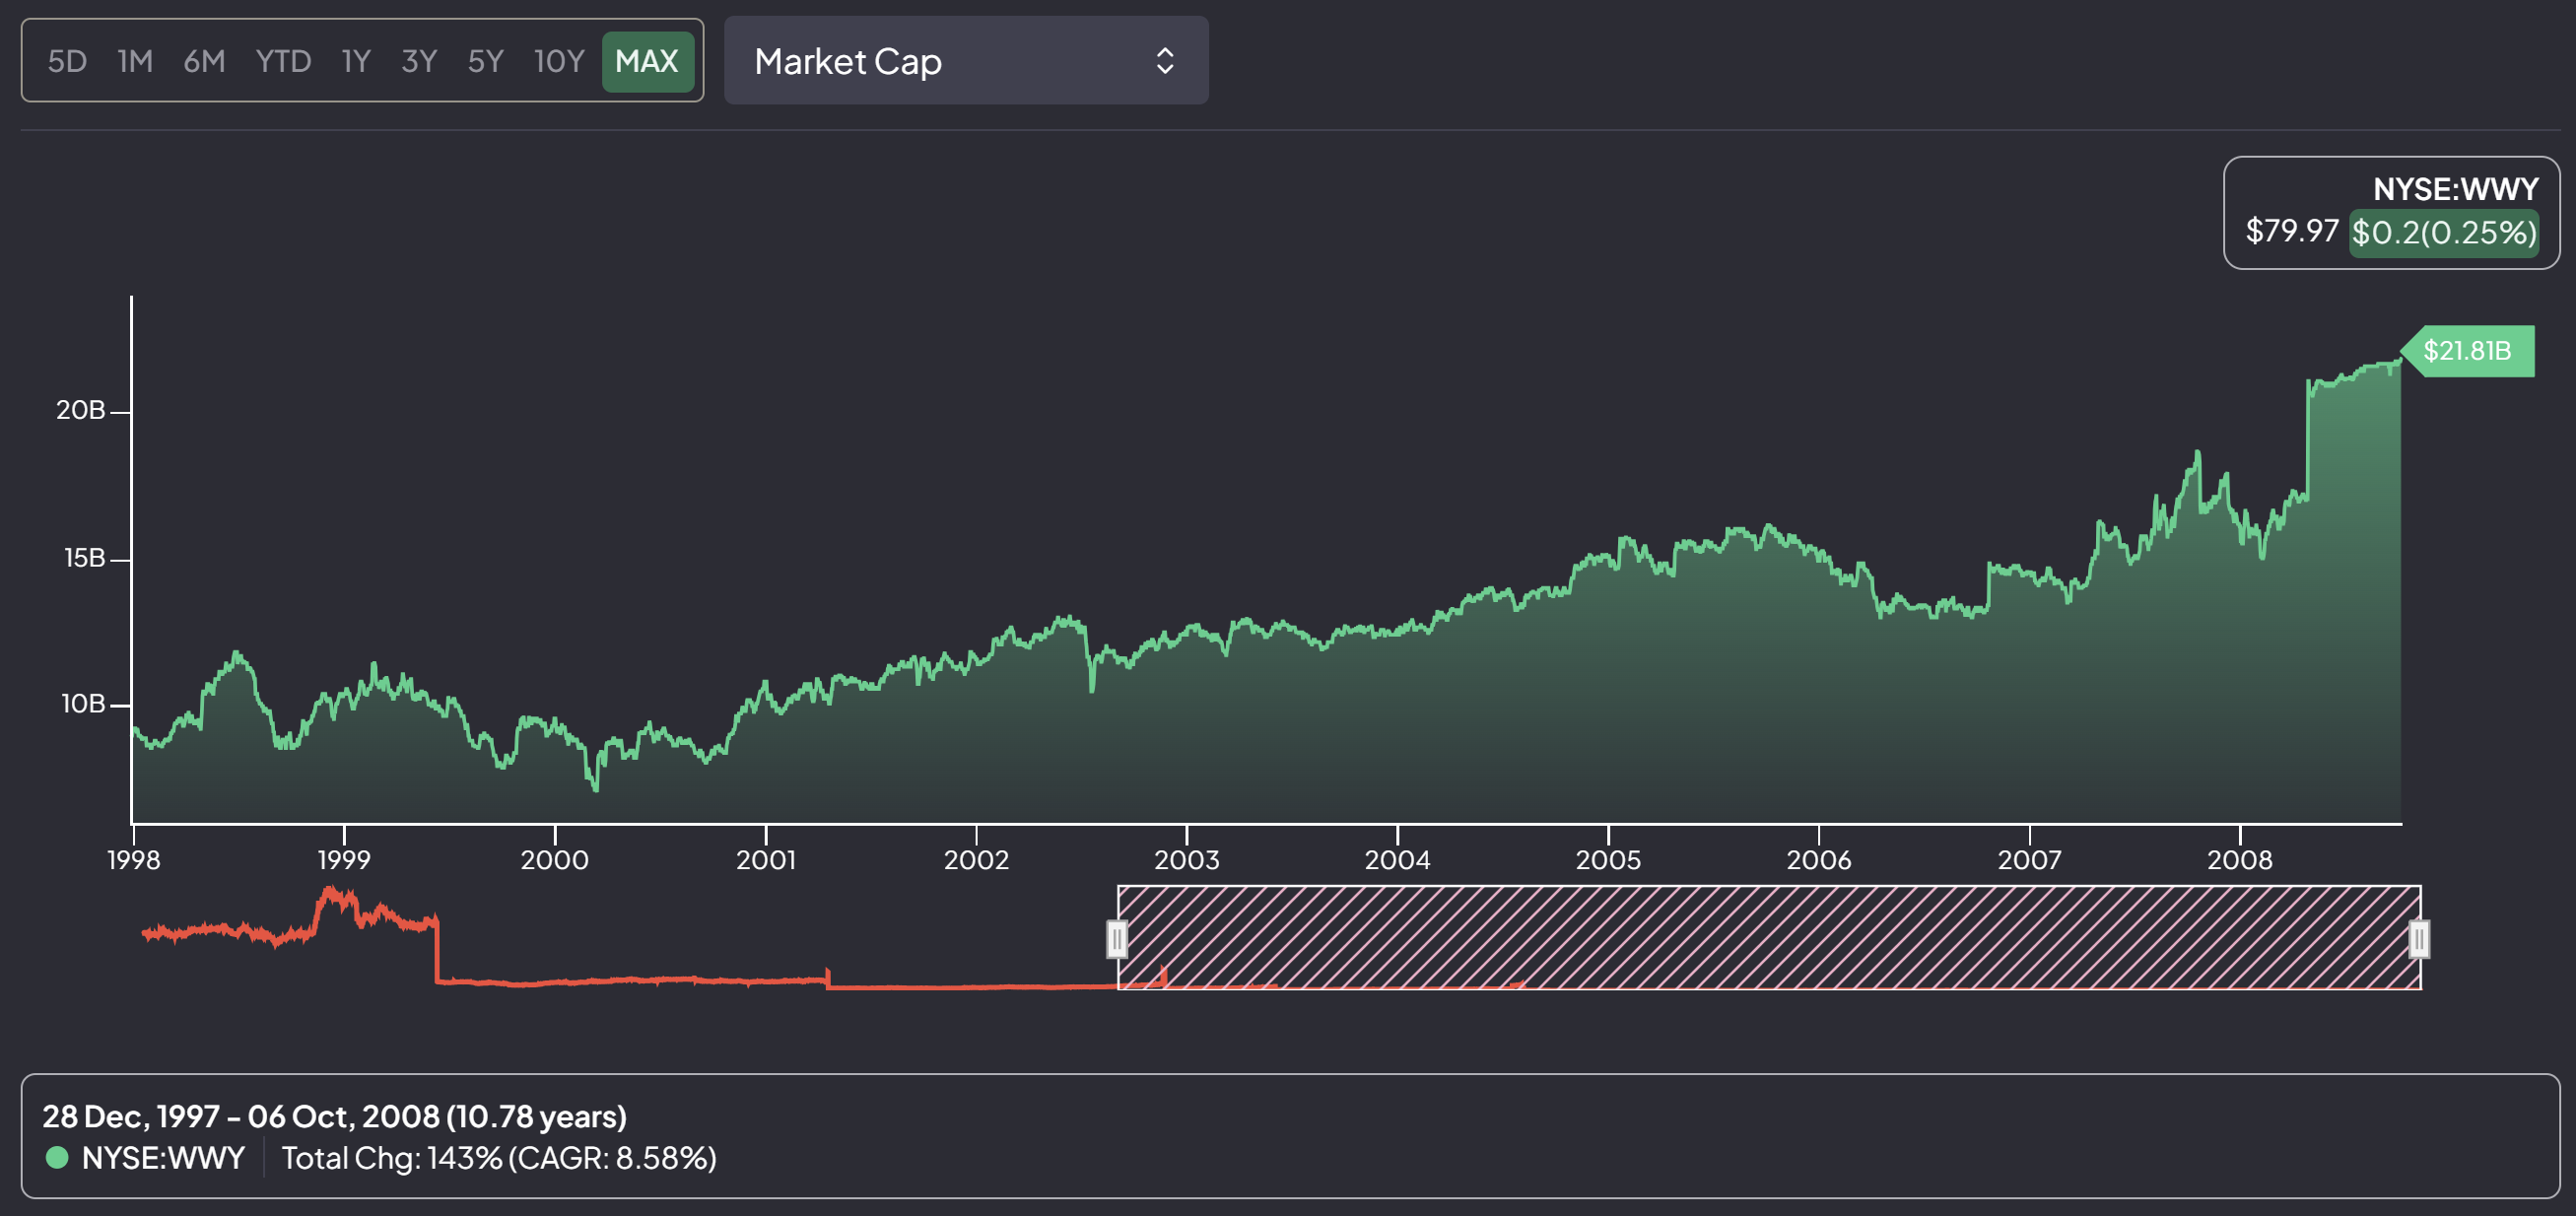 5D 1M 6M YTD 1Y 3Y 5Y 10Y MAX Market Cap
NYSE:WWY
$79.97 $0.2(0.25%)
$21.81B
20B
15B
10B
1998 1999 2000 2001 2002 2003 2004 2005 2006 2007 2008
28 Dec, 1997 - 06 Oct, 2008 (10.78 years)
NYSE:WWY Total Chg: 143% (CAGR: 8.58%)